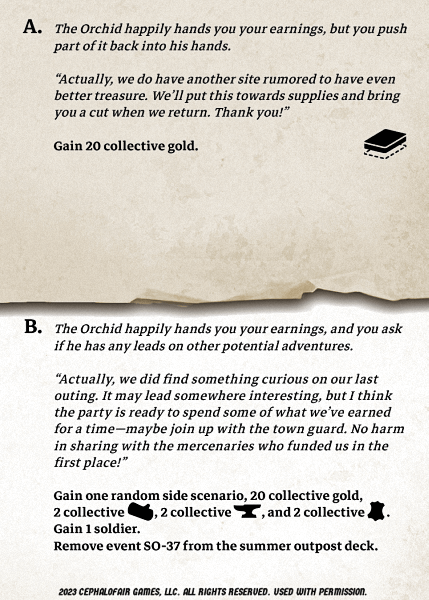 A. The Orchid happily hands you your earnings, but you push
part of it back into his hands.
“Actually, we do have another site rumored to have even
better treasure. We’ll put this towards supplies and bring
you a cut when we return. Thank you!”
Gain 20 collective gold.
B. The Orchid happily hands you your earnings, and you ask
if he has any leads on other potential adventures.
“Actually, we did find something curious on our last
outing. It may lead somewhere interesting, but I think
the party is ready to spend some of what we’ve earned
for a time—maybe join up with the town guard. No harm
in sharing with the mercenaries who funded us in the
first place!”
Gain one random side scenario, 20 collective gold,
2 collective , 2 collective , and 2 collective .
Gain 1 soldier.
Remove event SO-37 from the summer outpost deck.
2023 CEPHALOFAIR GAMES, LLC. ALL RIGHTS RESERVED. USED WITH PERMISSION.